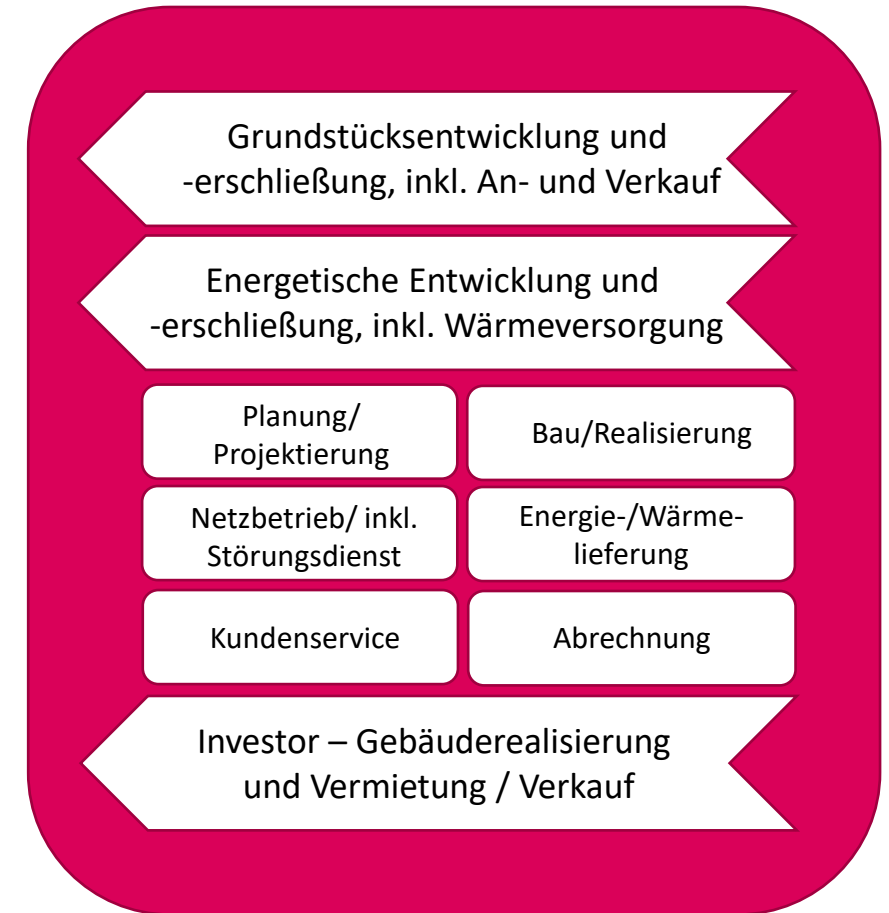 Grundstücksentwicklung und
-erschließung, inkl. An- und Verkauf
Energetische Entwicklung und
-erschließung, inkl. Wärmeversorgung
Planung/
Projektierung
Bau/Realisierung
Netzbetrieb/ inkl.
Störungsdienst
Energie-/Wärme-
lieferung
Kundenservice
Abrechnung
Investor – Gebäuderealisierung
und Vermietung / Verkauf